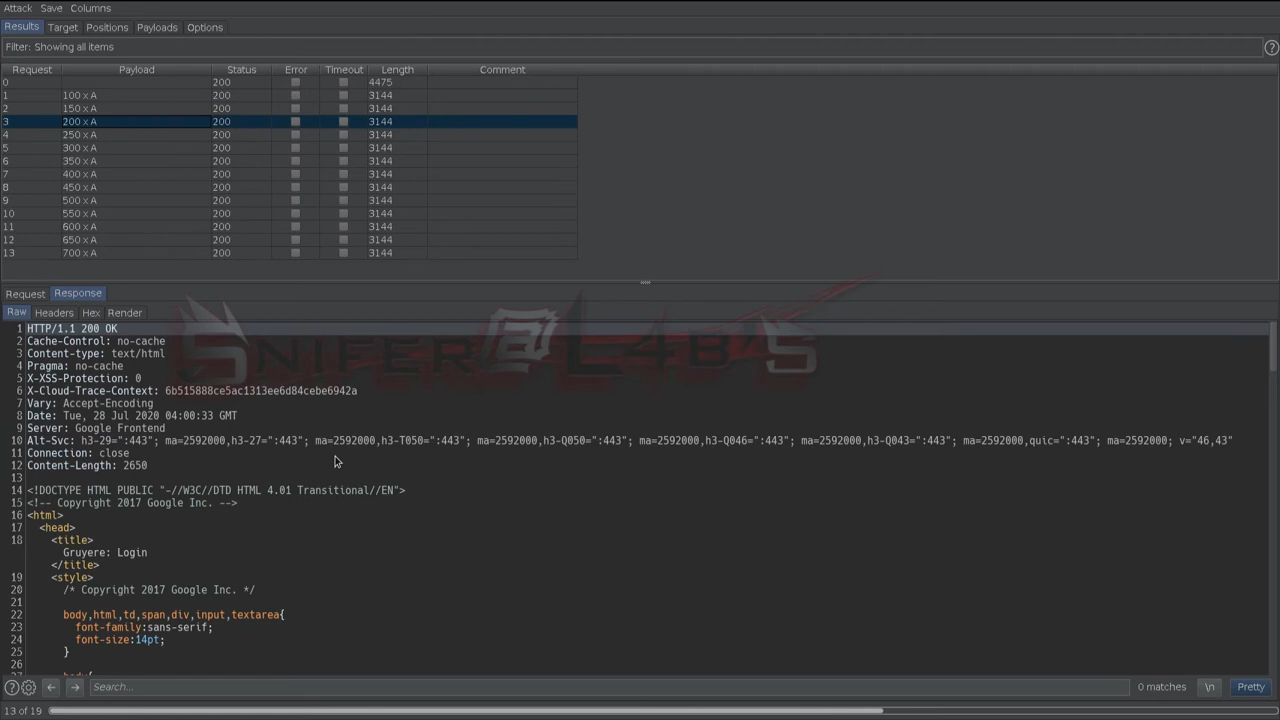 Attack Save Columns
Results Target Positions Payloads Options
Filter: Showing all items
Request Payload Status Error Timeout Length Comment
0 200 4475
1 100 x A 200 3144
2 150 x A 200 3144
3 200 x A 200 3144
4 250 x A 200 3144
5 300 x A 200 3144
6 350 x A 200 3144
7 400 x A 200 3144
8 450 x A 200 3144
9 500 x A 200 3144
10 550 x A 200 3144
11 600 x A 200 3144
12 650 x A 200 3144
13 700 x A 200 3144
Request Response
Raw Headers Hex Render
SNIFER@L4B'S
1 HTTP/1.1 200 OK
2 Cache-Control: no-cache
3 Content-type: text/html
4 Pragma: no-cache
5 X-XSS-Protection: 0
6 X-Cloud-Trace-Context: 6b515888ce5ac1313ee6d84cebe6942a
7 Vary: Accept-Encoding
8 Date: Tue, 28 Jul 2020 04:00:33 GMT
9 Server: Google Frontend
10 Alt-Svc: h3-29=":443"; ma=2592000,h3-27=":443"; ma=2592000,h3-T050=":443"; ma=2592000,h3-Q050=":443"; ma=2592000,h3-Q046=":443"; ma=2592000,h3-Q043=":443"; ma=2592000,quic=":443"; ma=2592000; v="46,43"
11 Connection: close
12 Content-Length: 2650
13
14 <!DOCTYPE HTML PUBLIC "-//W3C//DTD HTML 4.01 Transitional//EN">
15 <!-- Copyright 2017 Google Inc. -->
16 <html>
17 <head>
18 <title>
Gruyere: Login
</title>
19 <style>
20 /* Copyright 2017 Google Inc. */
21
22 body,html,td,span,div,input,textarea{
23 font-family:sans-serif;
24 font-size:14pt;
25 }
26
27 body{
? Search... 0 matches \n Pretty
13 of 19